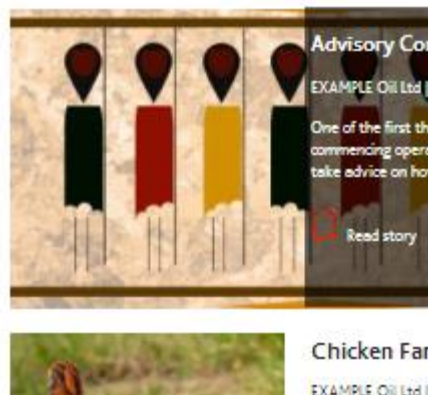 Advisory Co
EXAMPLE Oil Ltd |
One of the first th
commencing opera
take advice on ho
Read story
Chicken Far
EXAMPLE Oil Ltd |